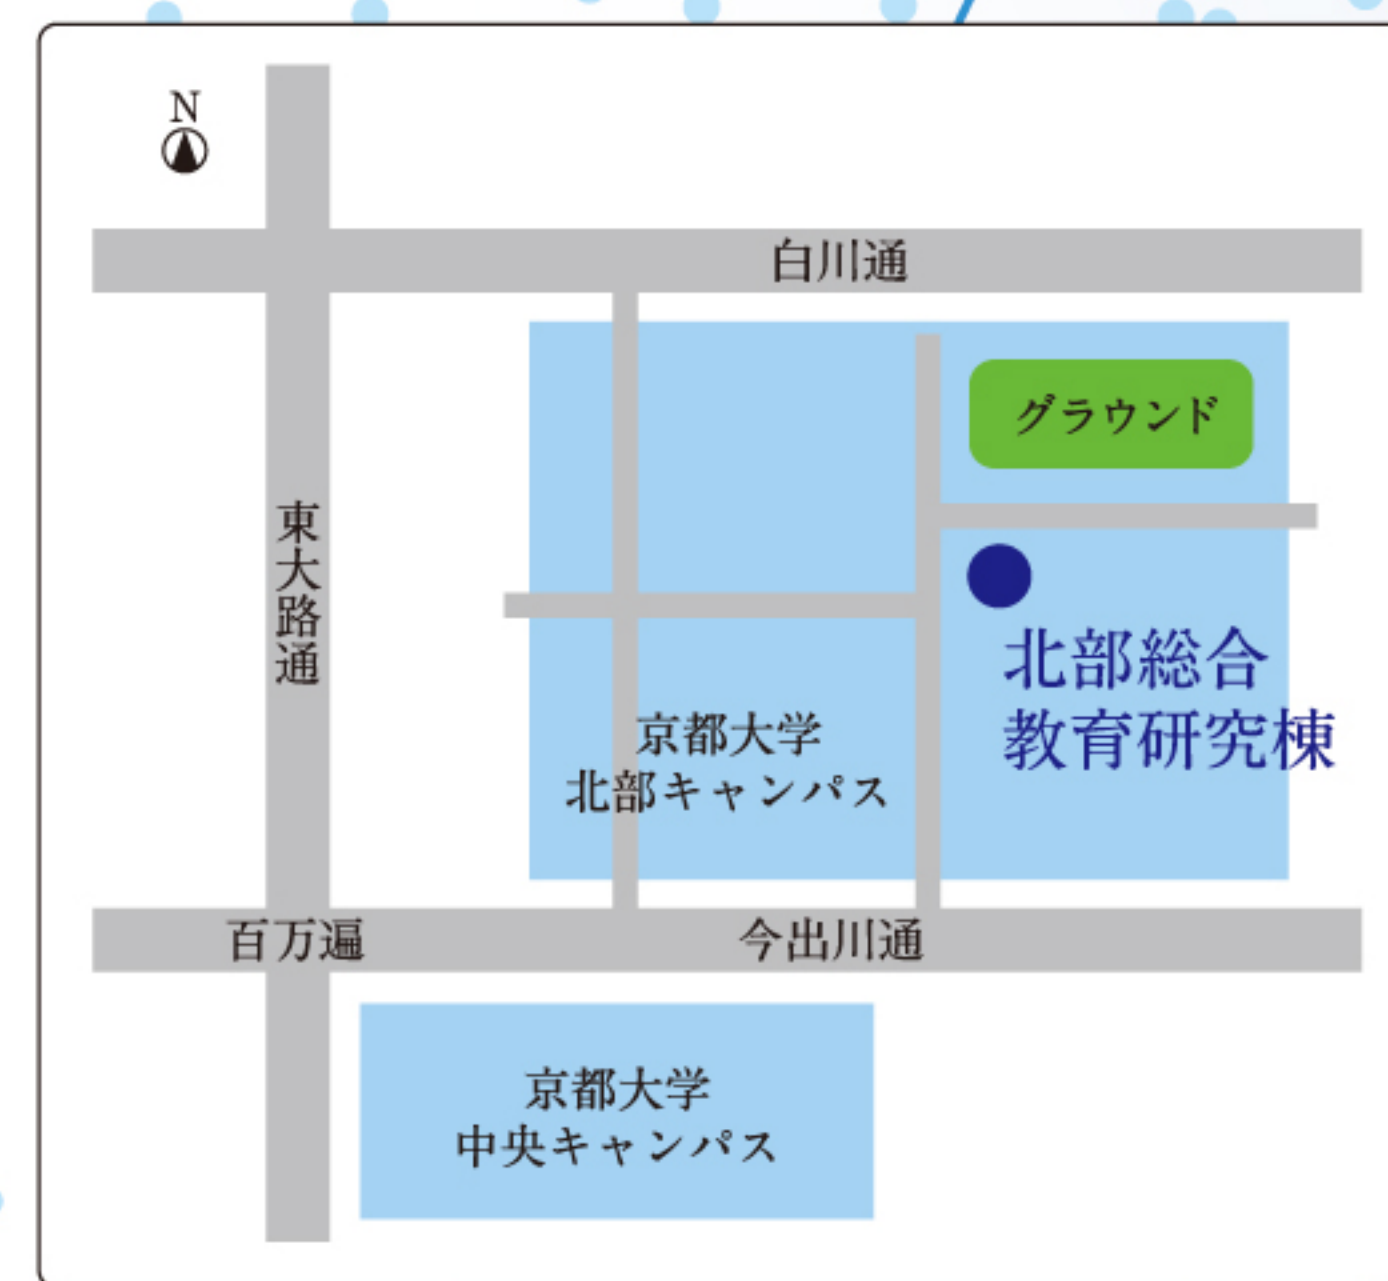 N
白川通
グラウンド
東大路通
北部総合
教育研究棟
京都大学
北部キャンパス
百万遍
今出川通
京都大学
中央キャンパス